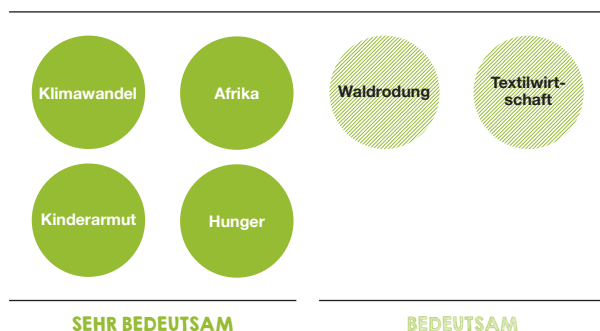 Klimawandel
Afrika
Waldrodung
Textilwirt-
schaft
Kinderarmut
Hunger
SEHR BEDEUTSAM
BEDEUTSAM